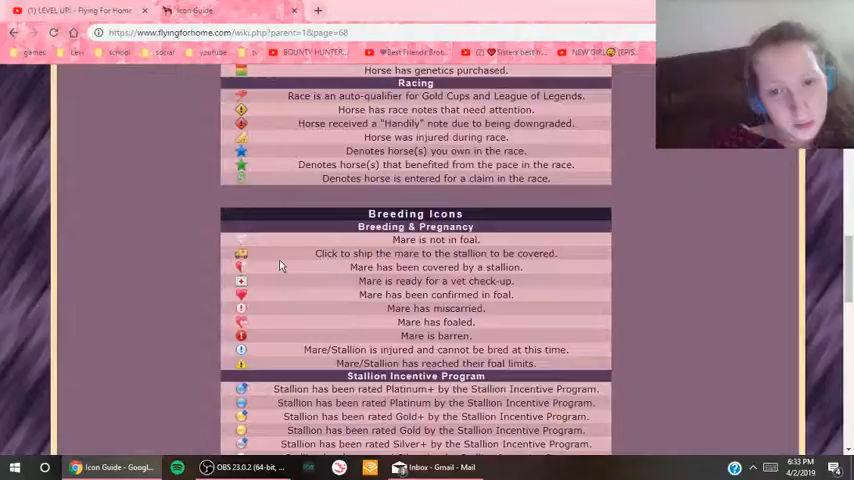 (1) LEVEL UP! - Flying For Home
Icon Guide
https://www.flyingforhome.com/wiki.php?parent=1&page=68
games
school
social
youtube
BOUNTY HUNTER...
Best Friends Brot...
Sisters best fr...
NEW GIRL [EPIS...
Horse has genetics purchased.
Racing
Race is an auto-qualifier for Gold Cups and League of Legends.
Horse has race notes that need attention.
Horse received a "Handily" note due to being downgraded.
Horse was injured during race.
Denotes horse(s) you own in the race.
Denotes horse(s) that benefited from the pace in the race.
Denotes horse is entered for a claim in the race.
Breeding Icons
Breeding & Pregnancy
Mare is not in foal.
Click to ship the mare to the stallion to be covered.
Mare has been covered by a stallion.
Mare is ready for a vet check-up.
Mare has been confirmed in foal.
Mare has miscarried.
Mare has foaled.
Mare is barren.
Mare/Stallion is injured and cannot be bred at this time.
Mare/Stallion has reached their foal limits.
Stallion Incentive Program
Stallion has been rated Platinum+ by the Stallion Incentive Program.
Stallion has been rated Platinum by the Stallion Incentive Program.
Stallion has been rated Gold+ by the Stallion Incentive Program.
Stallion has been rated Gold by the Stallion Incentive Program.
Stallion has been rated Silver+ by the Stallion Incentive Program.
Icon Guide - Googl...
OBS 23.0.2 (64-bit, ...
Inbox - Gmail - Mail
6:33 PM
4/2/2019